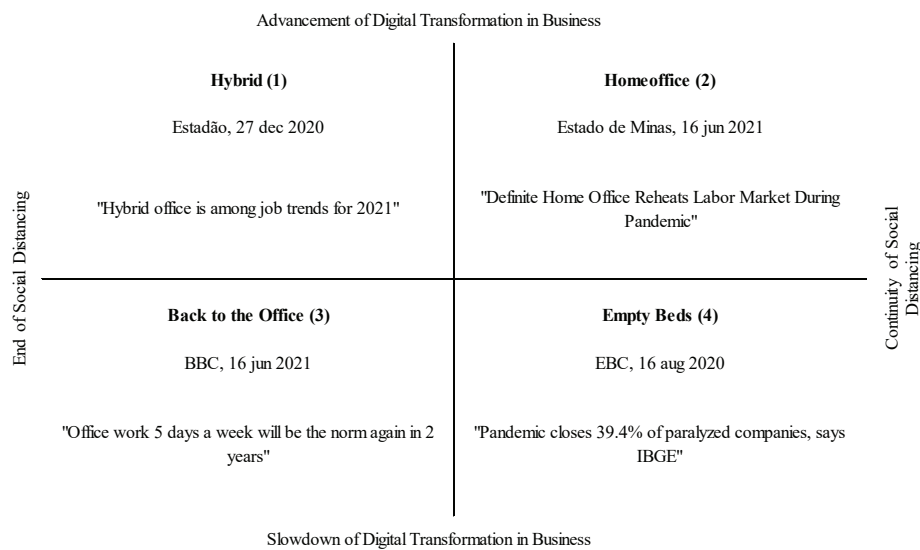 Advancement of Digital Transformation in Business
Hybrid (1)
Estadão, 27 dec 2020
"Hybrid office is among job trends for 2021"
Homeoffice (2)
Estado de Minas, 16 jun 2021
"Definite Home Office Reheats Labor Market During
Pandemic"
End of Social Distancing
Continuity of Social
Distancing
Back to the Office (3)
BBC, 16 jun 2021
"Office work 5 days a week will be the norm again in 2
years"
Empty Beds (4)
EBC, 16 aug 2020
"Pandemic closes 39.4% of paralyzed companies, says
IBGE"
Slowdown of Digital Transformation in Business